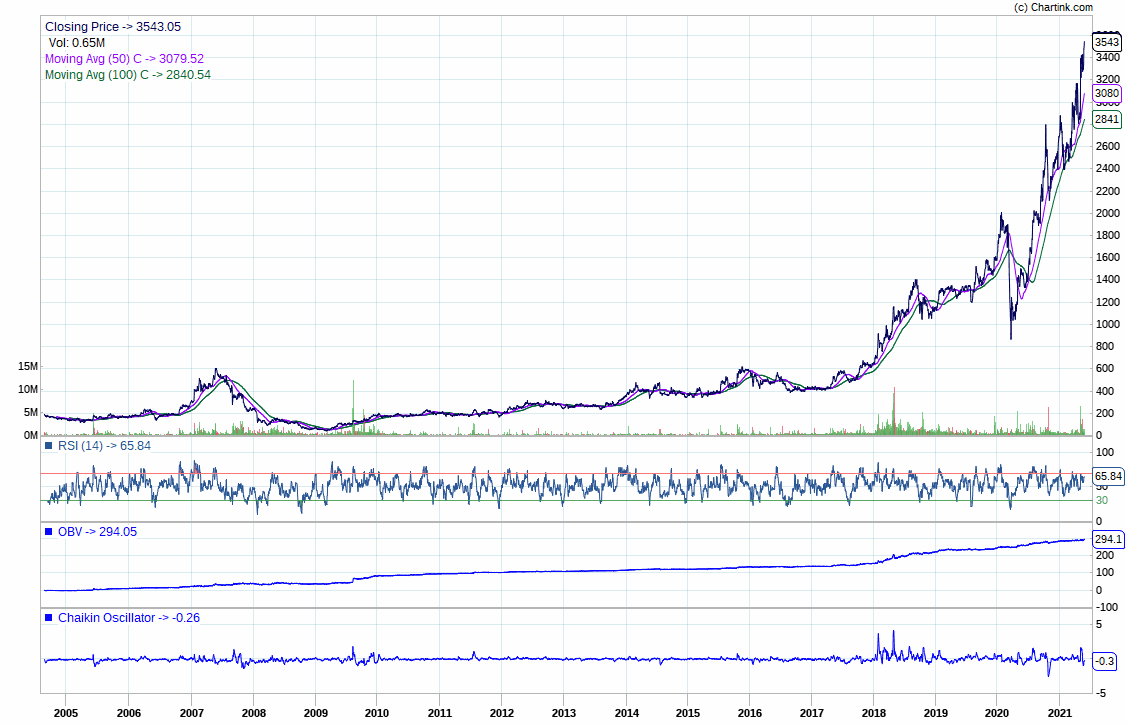 (c) Chartink.com
Closing Price -> 3543.05
Vol: 0.65M
Moving Avg (50) C -> 3079.52
Moving Avg (100) C -> 2840.54
3543
3400
3200
3080
2841
2600
2400
2200
2000
1800
1600
1400
1200
1000
800
600
400
200
0
15M
10M
5M
0M
RSI (14) -> 65.84
100
65.84
50
30
0
OBV -> 294.05
294.1
200
100
0
-100
Chaikin Oscillator -> -0.26
5
-0.3
-5
2005 2006 2007 2008 2009 2010 2011 2012 2013 2014 2015 2016 2017 2018 2019 2020 2021